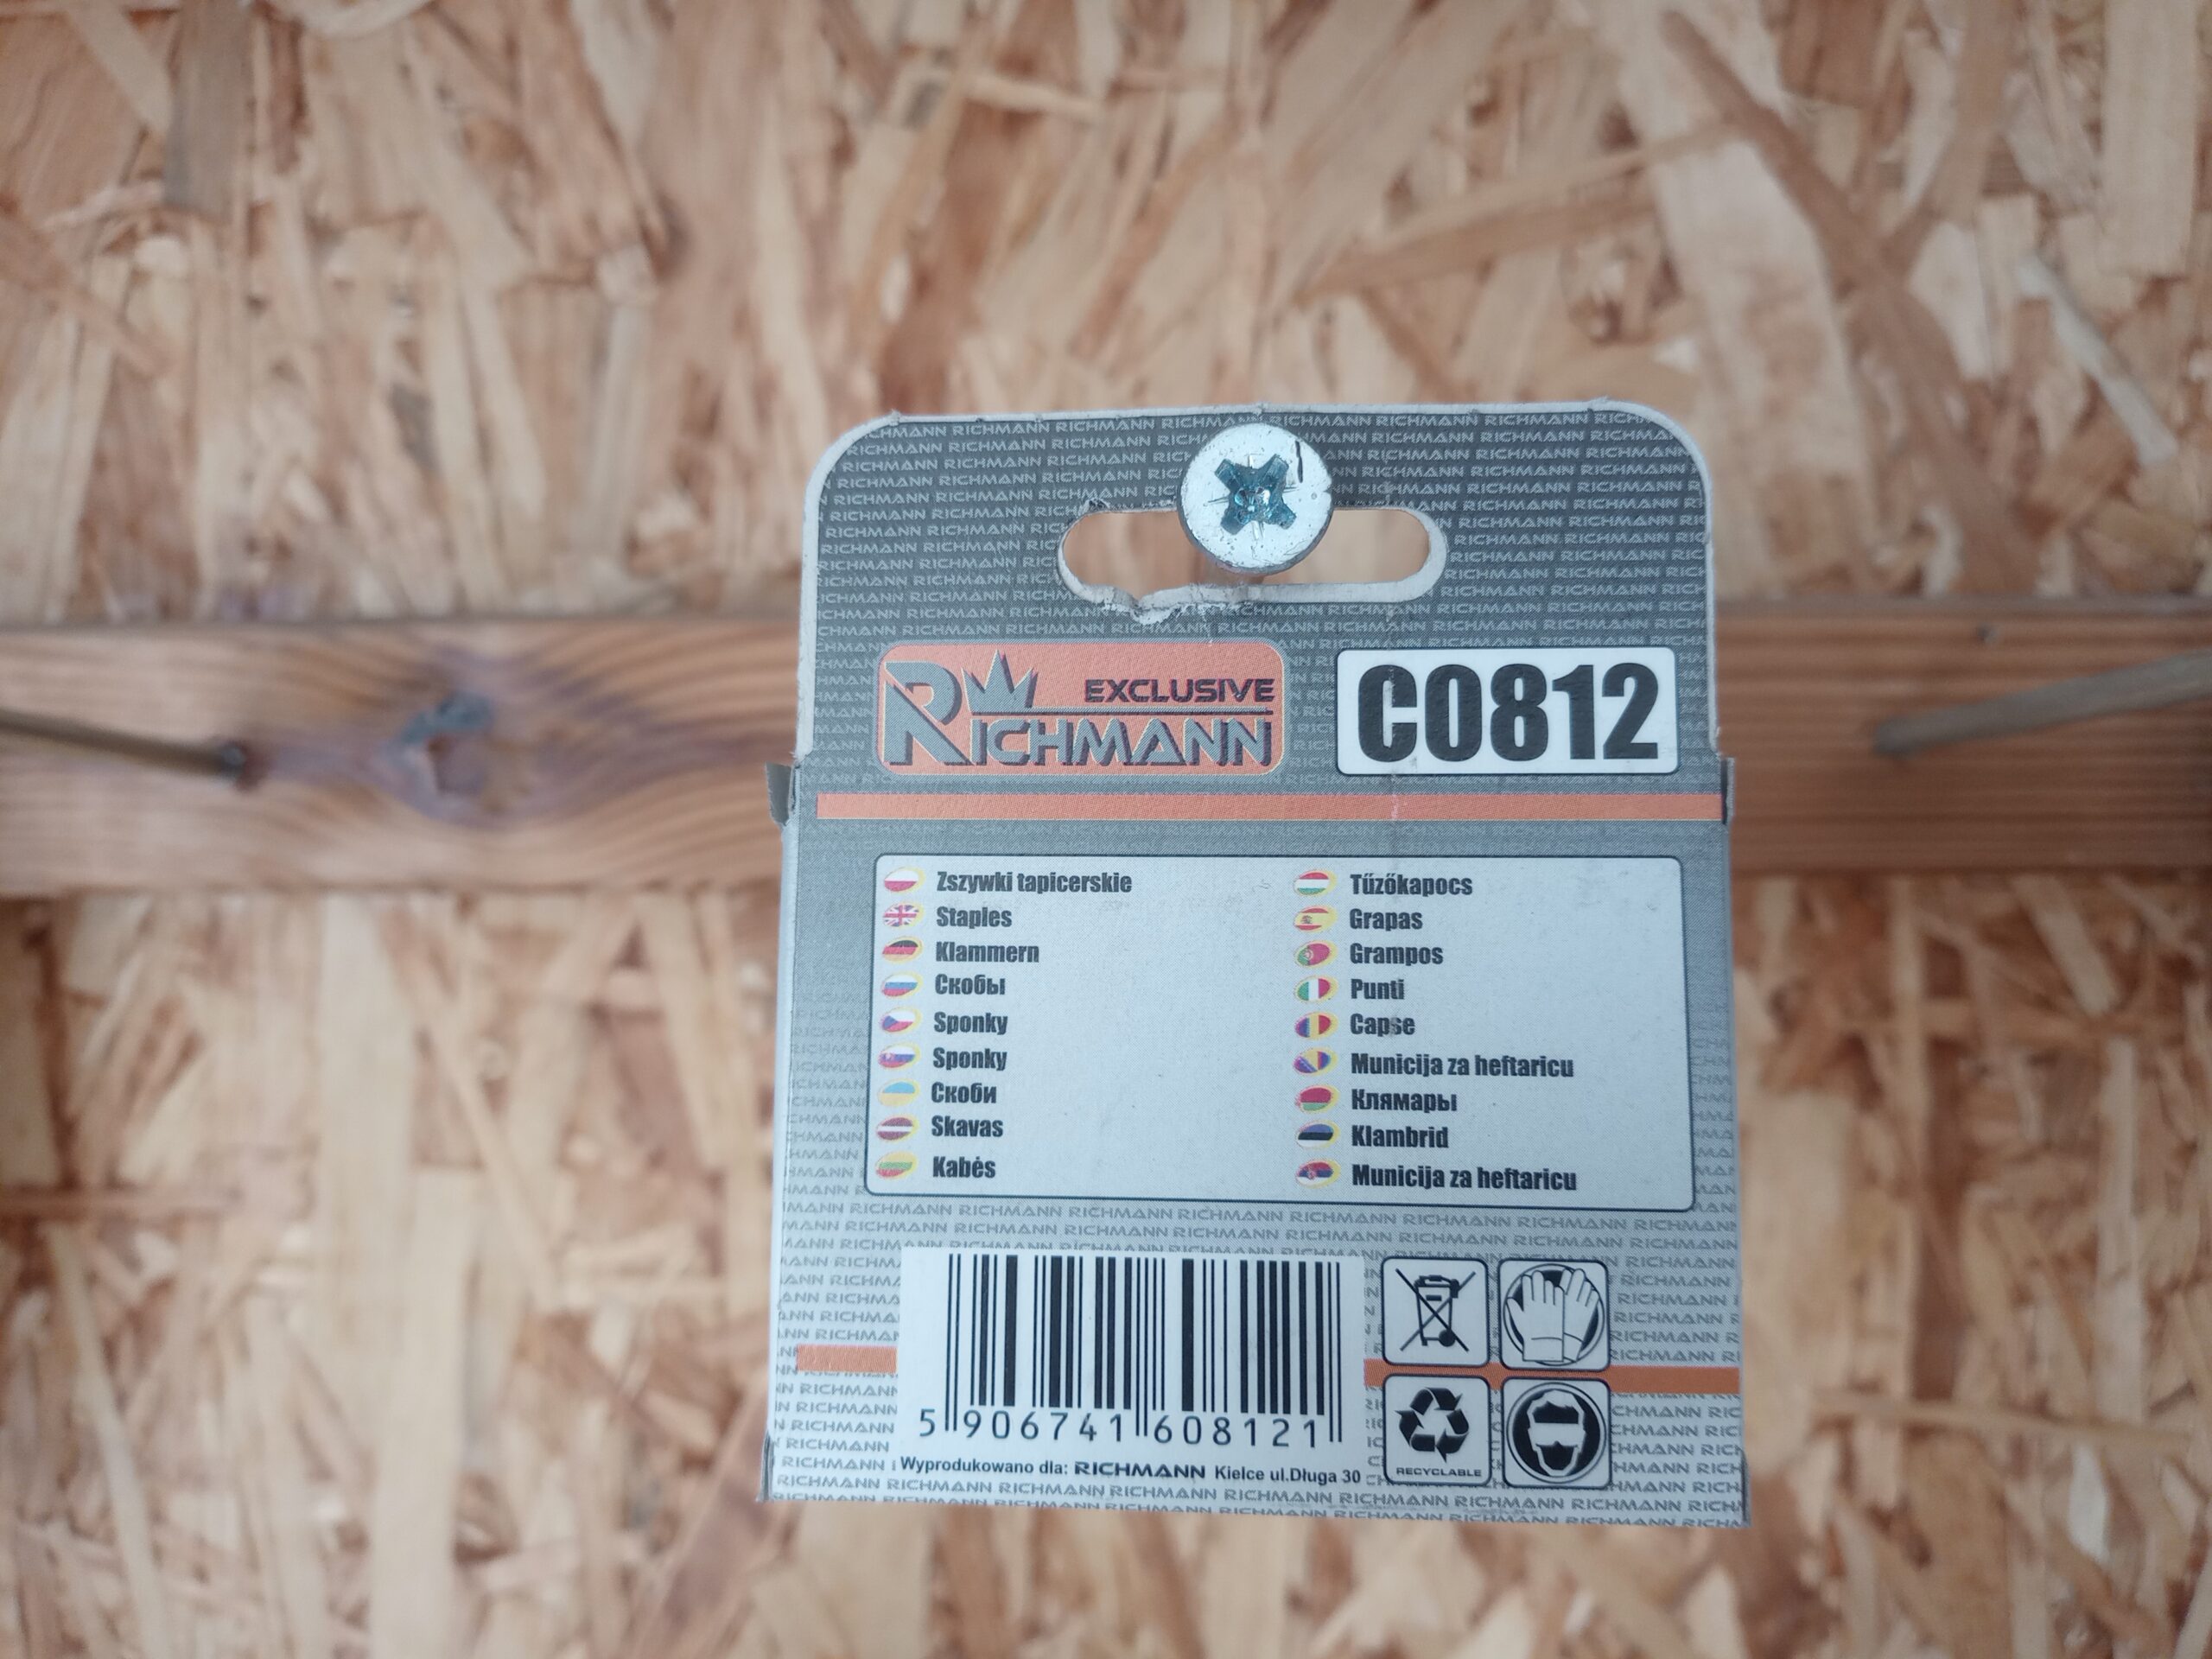 EXCLUSIVE
RICHMANN
C0812
Zszywki tapicerskie
Staples
Klammern
Скобы
Sponky
Sponky
Скоби
Skavas
Kabės
Tűzőkapocs
Grapas
Grampos
Punti
Capse
Municija za heftaricu
Клямары
Klambrid
Municija za heftaricu
5 906741 608121
Wyprodukowano dla: RICHMANN Kielce ul.Długa 30
RECYCLABLE